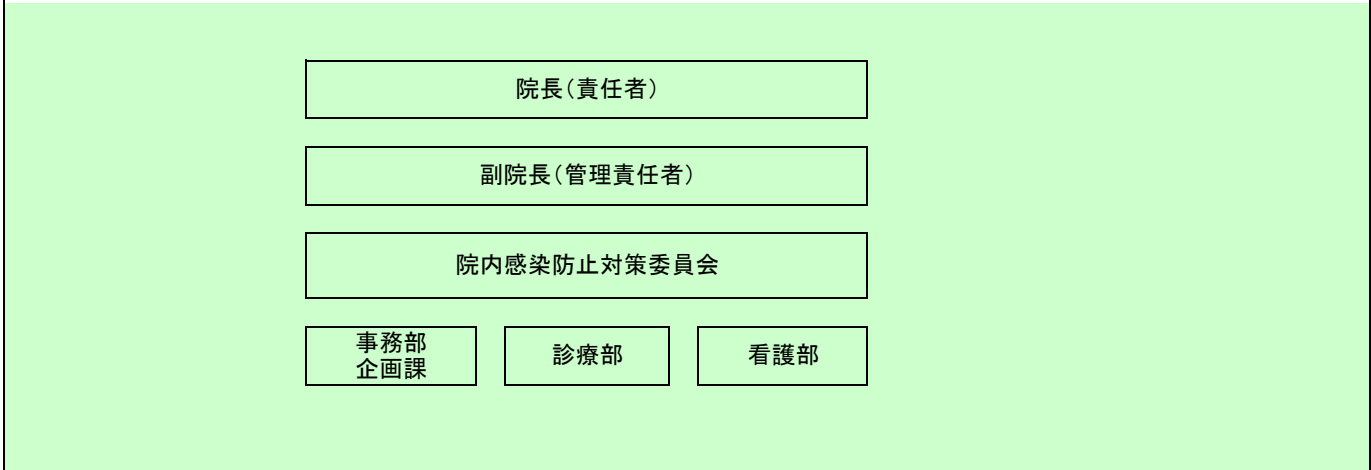 院長（責任者）
副院長（管理責任者）
院内感染防止対策委員会
事務部
企画課
診療部
看護部